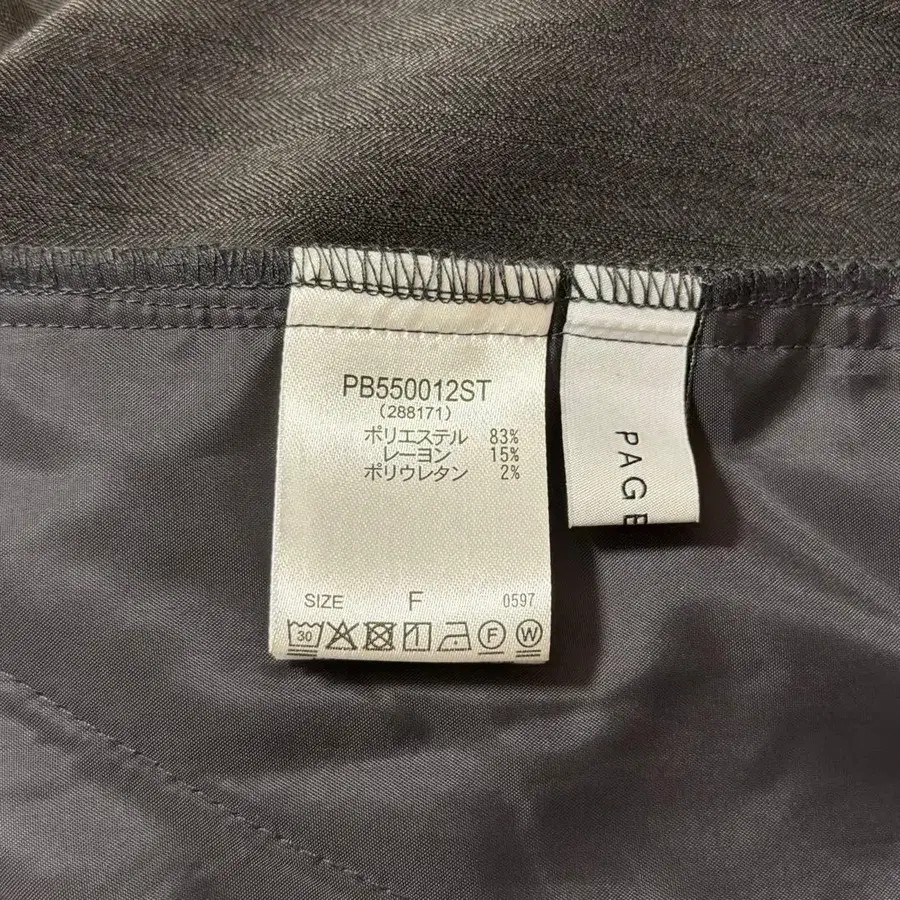 PB550012ST
(288171)
ポリエステル 83%
レーヨン 15%
ポリウレタン 2%
SIZE F 0597
30 F W
PAGE